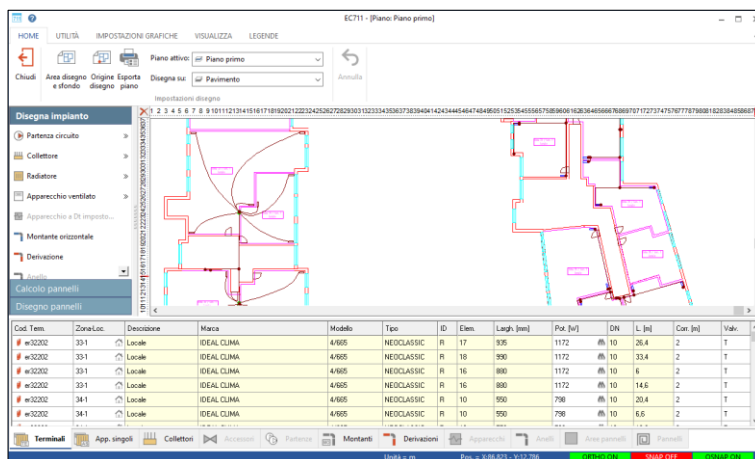 EC711 - [Piano: Piano primo]
HOME UTILITÀ IMPOSTAZIONI GRAFICHE VISUALIZZA LEGENDE
Chiudi
Area disegno e sfondo
Origine disegno
Esporta piano
Piano attivo: Piano primo
Disegna su: Pavimento
Impostazioni disegno
Annulla
Disegna impianto
Partenza circuito »
Collettore »
Radiatore »
Apparecchio ventilato »
Apparecchio a Dt imposto...
Montante orizzontale
Derivazione
Anello
Calcolo pannelli
Disegno pannelli
Cod. Term. Zona-Loc. Descrizione Marca Modello Tipo ID Elem. Largh. [mm] Pot. [W] DN L. [m] Corr. [m] Valv.
er32202 33-1 Locale IDEAL CLIMA 4/665 NEOCLASSIC R 17 935 1172 10 26,4 2 T
er32202 33-1 Locale IDEAL CLIMA 4/665 NEOCLASSIC R 18 990 1172 10 33,4 2 T
er32202 33-1 Locale IDEAL CLIMA 4/665 NEOCLASSIC R 16 880 1172 10 6 2 T
er32202 33-1 Locale IDEAL CLIMA 4/665 NEOCLASSIC R 16 880 1172 10 14,6 2 T
er32202 34-1 Locale IDEAL CLIMA 4/665 NEOCLASSIC R 10 550 798 10 20,4 2 T
er32202 34-1 Locale IDEAL CLIMA 4/665 NEOCLASSIC R 10 550 798 10 6,6 2 T
Terminali App. singoli Collettori Accessori Partenze Montanti Derivazioni Apparecchi Anelli Aree pannelli Pannelli
Unità = m Pos. = X:86.823 - Y:32.786 ORTHO ON SNAP OFF OSNAP ON